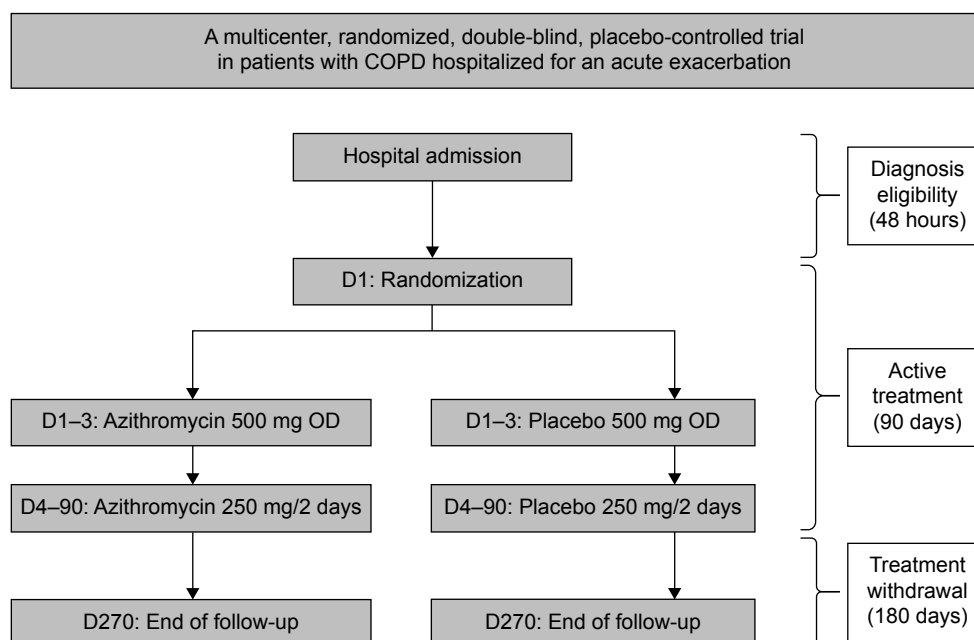 A multicenter, randomized, double-blind, placebo-controlled trial
in patients with COPD hospitalized for an acute exacerbation
Hospital admission
Diagnosis
eligibility
(48 hours)
D1: Randomization
Active
treatment
(90 days)
D1–3: Azithromycin 500 mg OD
D1–3: Placebo 500 mg OD
D4–90: Azithromycin 250 mg/2 days
D4–90: Placebo 250 mg/2 days
Treatment
withdrawal
(180 days)
D270: End of follow-up
D270: End of follow-up